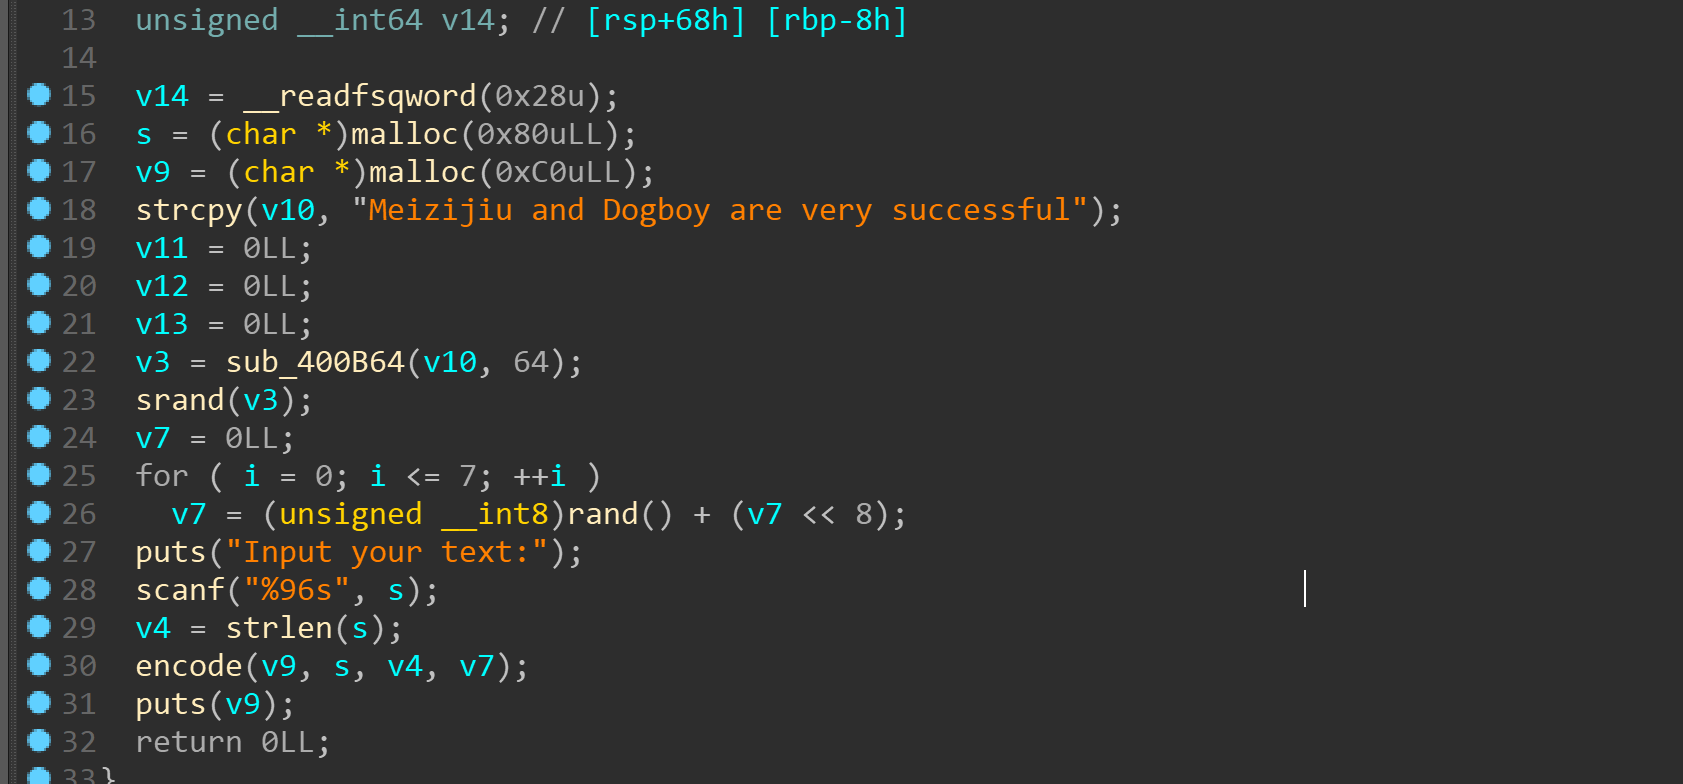 13 unsigned __int64 v14; // [rsp+68h] [rbp-8h]
14
15 v14 = __readfsqword(0x28u);
16 s = (char *)malloc(0x80uLL);
17 v9 = (char *)malloc(0xC0uLL);
18 strcpy(v10, "Meizijiu and Dogboy are very successful");
19 v11 = 0LL;
20 v12 = 0LL;
21 v13 = 0LL;
22 v3 = sub_400B64(v10, 64);
23 srand(v3);
24 v7 = 0LL;
25 for ( i = 0; i <= 7; ++i )
26 v7 = (unsigned __int8)rand() + (v7 << 8);
27 puts("Input your text:");
28 scanf("%96s", s);
29 v4 = strlen(s);
30 encode(v9, s, v4, v7);
31 puts(v9);
32 return 0LL;
33 }